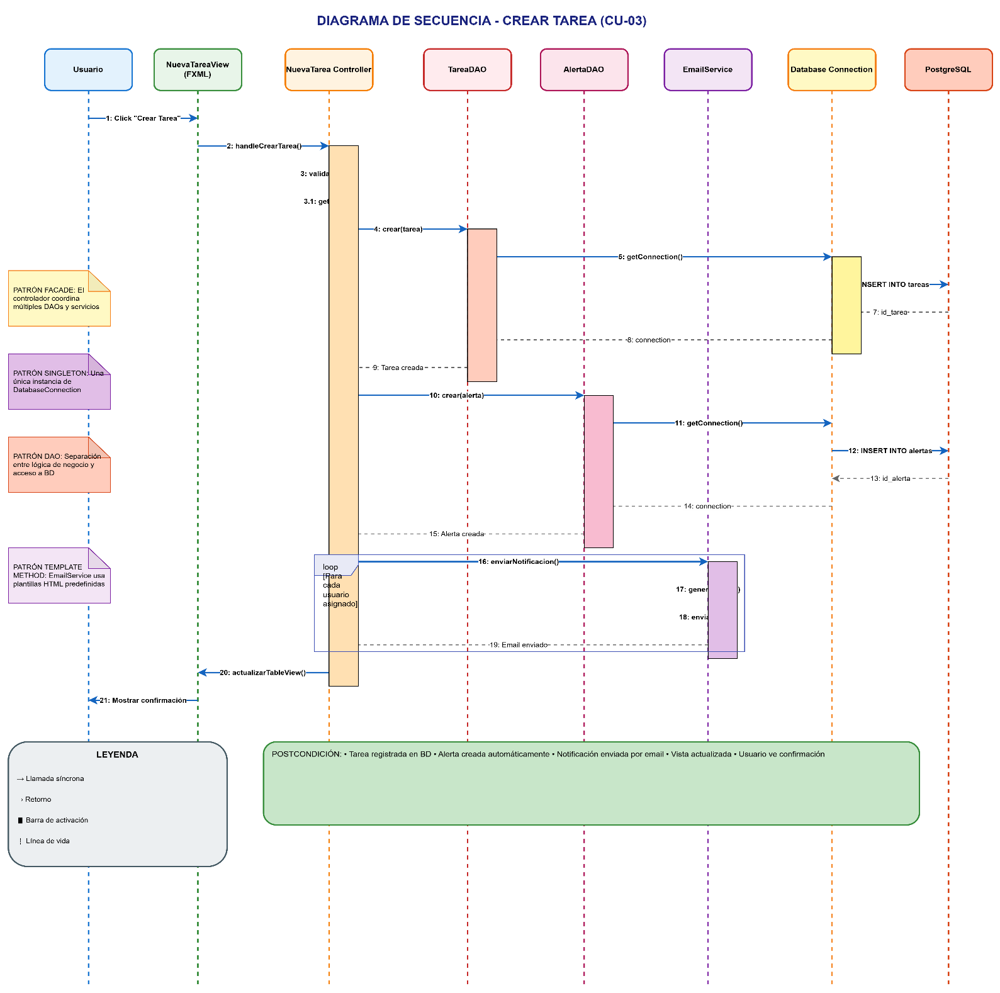 DIAGRAMA DE SECUENCIA - CREAR TAREA (CU-03)
Usuario
NuevaTareaView
(FXML)
NuevaTarea Controller
TareaDAO
AlertaDAO
EmailService
Database Connection
PostgreSQL
1: Click "Crear Tarea"
2: handleCrearTarea()
3: valida
3.1: get
4: crear(tarea)
5: getConnection()
NSERT INTO tareas
7: id_tarea
8: connection
9: Tarea creada
10: crear(alerta)
11: getConnection()
12: INSERT INTO alertas
13: id_alerta
14: connection
15: Alerta creada
16: enviarNotificacion()
loop
[Para
cada
usuario
asignado]
17: gener )
18: envia
19: Email enviado
20: actualizarTableView()
21: Mostrar confirmación
PATRÓN FACADE: El
controlador coordina
múltiples DAOs y servicios
PATRÓN SINGLETON: Una
única instancia de
DatabaseConnection
PATRÓN DAO: Separación
entre lógica de negocio y
acceso a BD
PATRÓN TEMPLATE
METHOD: EmailService usa
plantillas HTML predefinidas
LEYENDA
→ Llamada síncrona
Retorno
Barra de activación
Línea de vida
POSTCONDICIÓN: • Tarea registrada en BD • Alerta creada automáticamente • Notificación enviada por email • Vista actualizada • Usuario ve confirmación